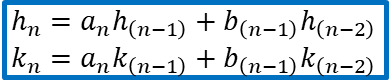 hₙ = aₙh₍ₙ₋₁₎ + b₍ₙ₋₁₎h₍ₙ₋₂₎
kₙ = aₙk₍ₙ₋₁₎ + b₍ₙ₋₁₎k₍ₙ₋₂₎